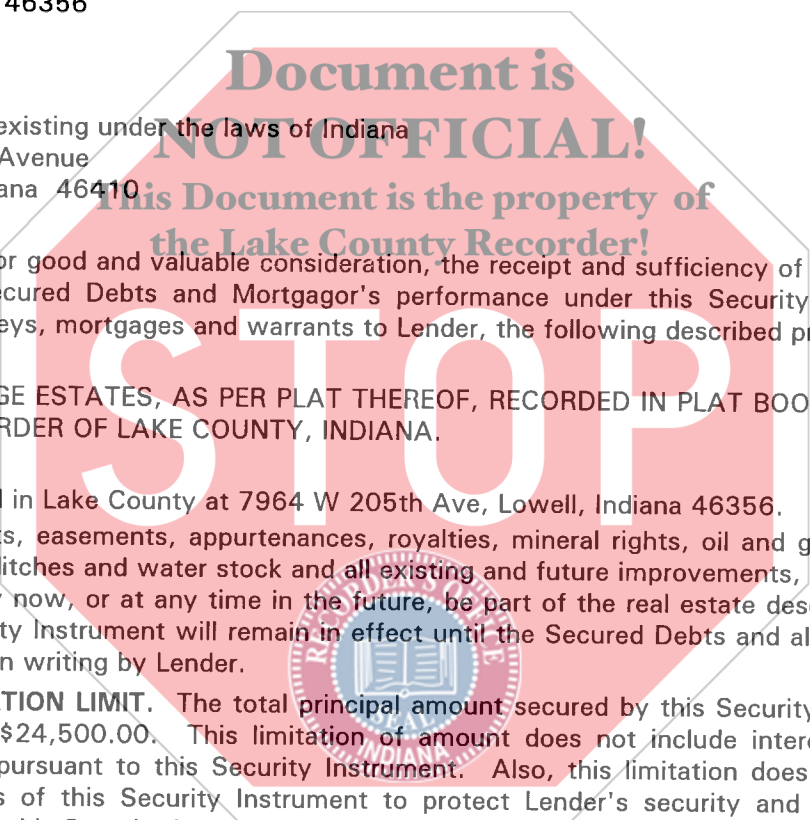 46356
Document is
existing under the laws of Indiana
NOT OFFICIAL!
Avenue
ana 46410
This Document is the property of
the Lake County Recorder!
or good and valuable consideration, the receipt and sufficiency of
ecured Debts and Mortgagor's performance under this Security
eys, mortgages and warrants to Lender, the following described pr
STOP
GE ESTATES, AS PER PLAT THEREOF, RECORDED IN PLAT BOO
RDER OF LAKE COUNTY, INDIANA.
d in Lake County at 7964 W 205th Ave, Lowell, Indiana 46356.
ts, easements, appurtenances, royalties, mineral rights, oil and g
ditches and water stock and all existing and future improvements,
y now, or at any time in the future, be part of the real estate des
ty Instrument will remain in effect until the Secured Debts and al
n writing by Lender.
RECORDER'S OFFICE
SEAL
INDIANA
TION LIMIT. The total principal amount secured by this Security
$24,500.00. This limitation of amount does not include inter
pursuant to this Security Instrument. Also, this limitation does
s of this Security Instrument to protect Lender's security and